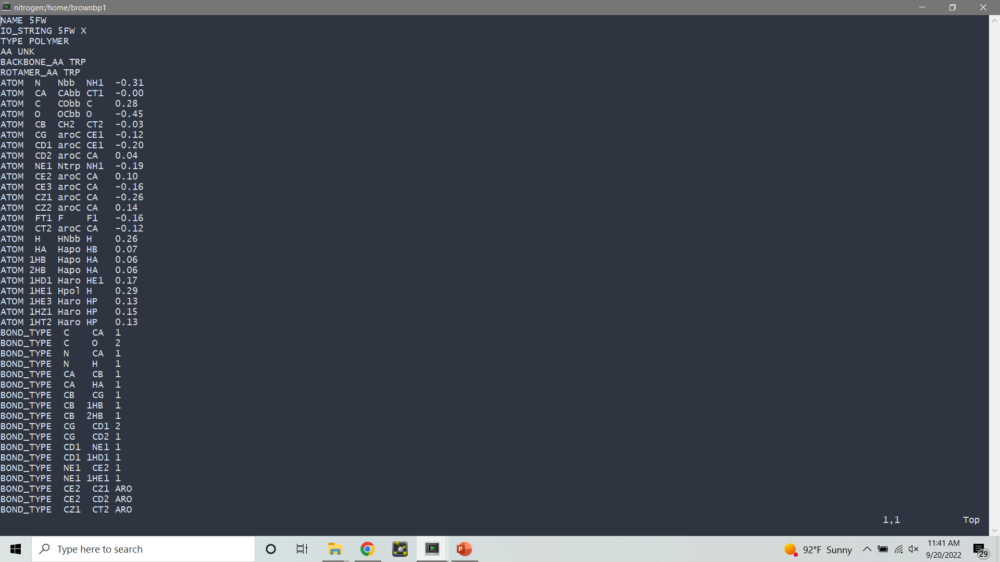 nitrogen:/home/brownbp1
NAME 5FW
IO_STRING 5FW X
TYPE POLYMER
AA UNK
BACKBONE_AA TRP
ROTAMER_AA TRP
ATOM  N   Nbb  NH1  -0.31
ATOM  CA  CAbb CT1  -0.00
ATOM  C   CObb C    0.28
ATOM  O   OCbb O    -0.45
ATOM  CB  CH2  CT2  -0.03
ATOM  CG  aroC CE1  -0.12
ATOM  CD1 aroC CE1  -0.20
ATOM  CD2 aroC CA   0.04
ATOM  NE1 Ntrp NH1  -0.19
ATOM  CE2 aroC CA   0.10
ATOM  CE3 aroC CA   -0.16
ATOM  CZ1 aroC CA   -0.26
ATOM  CZ2 aroC CA   0.14
ATOM  FT1 F    F1   -0.16
ATOM  CT2 aroC CA   -0.12
ATOM  H   HNbb H    0.26
ATOM  HA  Hapo HB   0.07
ATOM 1HB  Hapo HA   0.06
ATOM 2HB  Hapo HA   0.06
ATOM 1HD1 Haro HE1  0.17
ATOM 1HE1 Hpol H    0.29
ATOM 1HE3 Haro HP   0.13
ATOM 1HZ1 Haro HP   0.15
ATOM 1HT2 Haro HP   0.13
BOND_TYPE  C    CA  1
BOND_TYPE  C    O   2
BOND_TYPE  N    CA  1
BOND_TYPE  N    H   1
BOND_TYPE  CA   CB  1
BOND_TYPE  CA   HA  1
BOND_TYPE  CB   CG  1
BOND_TYPE  CB  1HB  1
BOND_TYPE  CB  2HB  1
BOND_TYPE  CG   CD1 2
BOND_TYPE  CG   CD2 1
BOND_TYPE  CD1  NE1 1
BOND_TYPE  CD1 1HD1 1
BOND_TYPE  NE1  CE2 1
BOND_TYPE  NE1 1HE1 1
BOND_TYPE  CE2  CZ1 ARO
BOND_TYPE  CE2  CD2 ARO
BOND_TYPE  CZ1  CT2 ARO
1,1 Top
Type here to search
92°F Sunny
11:41 AM
9/20/2022
29